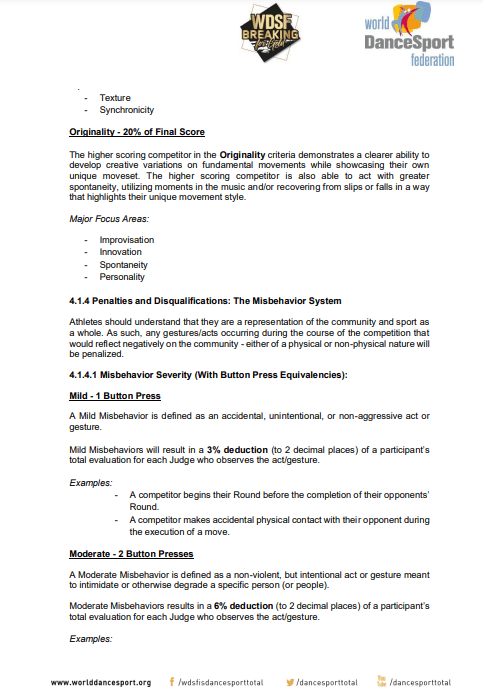 WDSF
BREAKING
for Gold
world
DanceSport
federation
.
- Texture
- Synchronicity
Originality - 20% of Final Score
The higher scoring competitor in the Originality criteria demonstrates a clearer ability to
develop creative variations on fundamental movements while showcasing their own
unique moveset. The higher scoring competitor is also able to act with greater
spontaneity, utilizing moments in the music and/or recovering from slips or falls in a way
that highlights their unique movement style.
Major Focus Areas:
- Improvisation
- Innovation
- Spontaneity
- Personality
4.1.4 Penalties and Disqualifications: The Misbehavior System
Athletes should understand that they are a representation of the community and sport as
a whole. As such, any gestures/acts occurring during the course of the competition that
would reflect negatively on the community - either of a physical or non-physical nature will
be penalized.
4.1.4.1 Misbehavior Severity (With Button Press Equivalencies):
Mild - 1 Button Press
A Mild Misbehavior is defined as an accidental, unintentional, or non-aggressive act or
gesture.
Mild Misbehaviors will result in a 3% deduction (to 2 decimal places) of a participant's
total evaluation for each Judge who observes the act/gesture.
Examples:
- A competitor begins their Round before the completion of their opponents'
Round.
- A competitor makes accidental physical contact with their opponent during
the execution of a move.
Moderate - 2 Button Presses
A Moderate Misbehavior is defined as a non-violent, but intentional act or gesture meant
to intimidate or otherwise degrade a specific person (or people).
Moderate Misbehaviors results in a 6% deduction (to 2 decimal places) of a participant's
total evaluation for each Judge who observes the act/gesture.
Examples:
www.worlddancesport.org f /wdsfisdancesporttotal /dancesporttotal /dancesporttotal